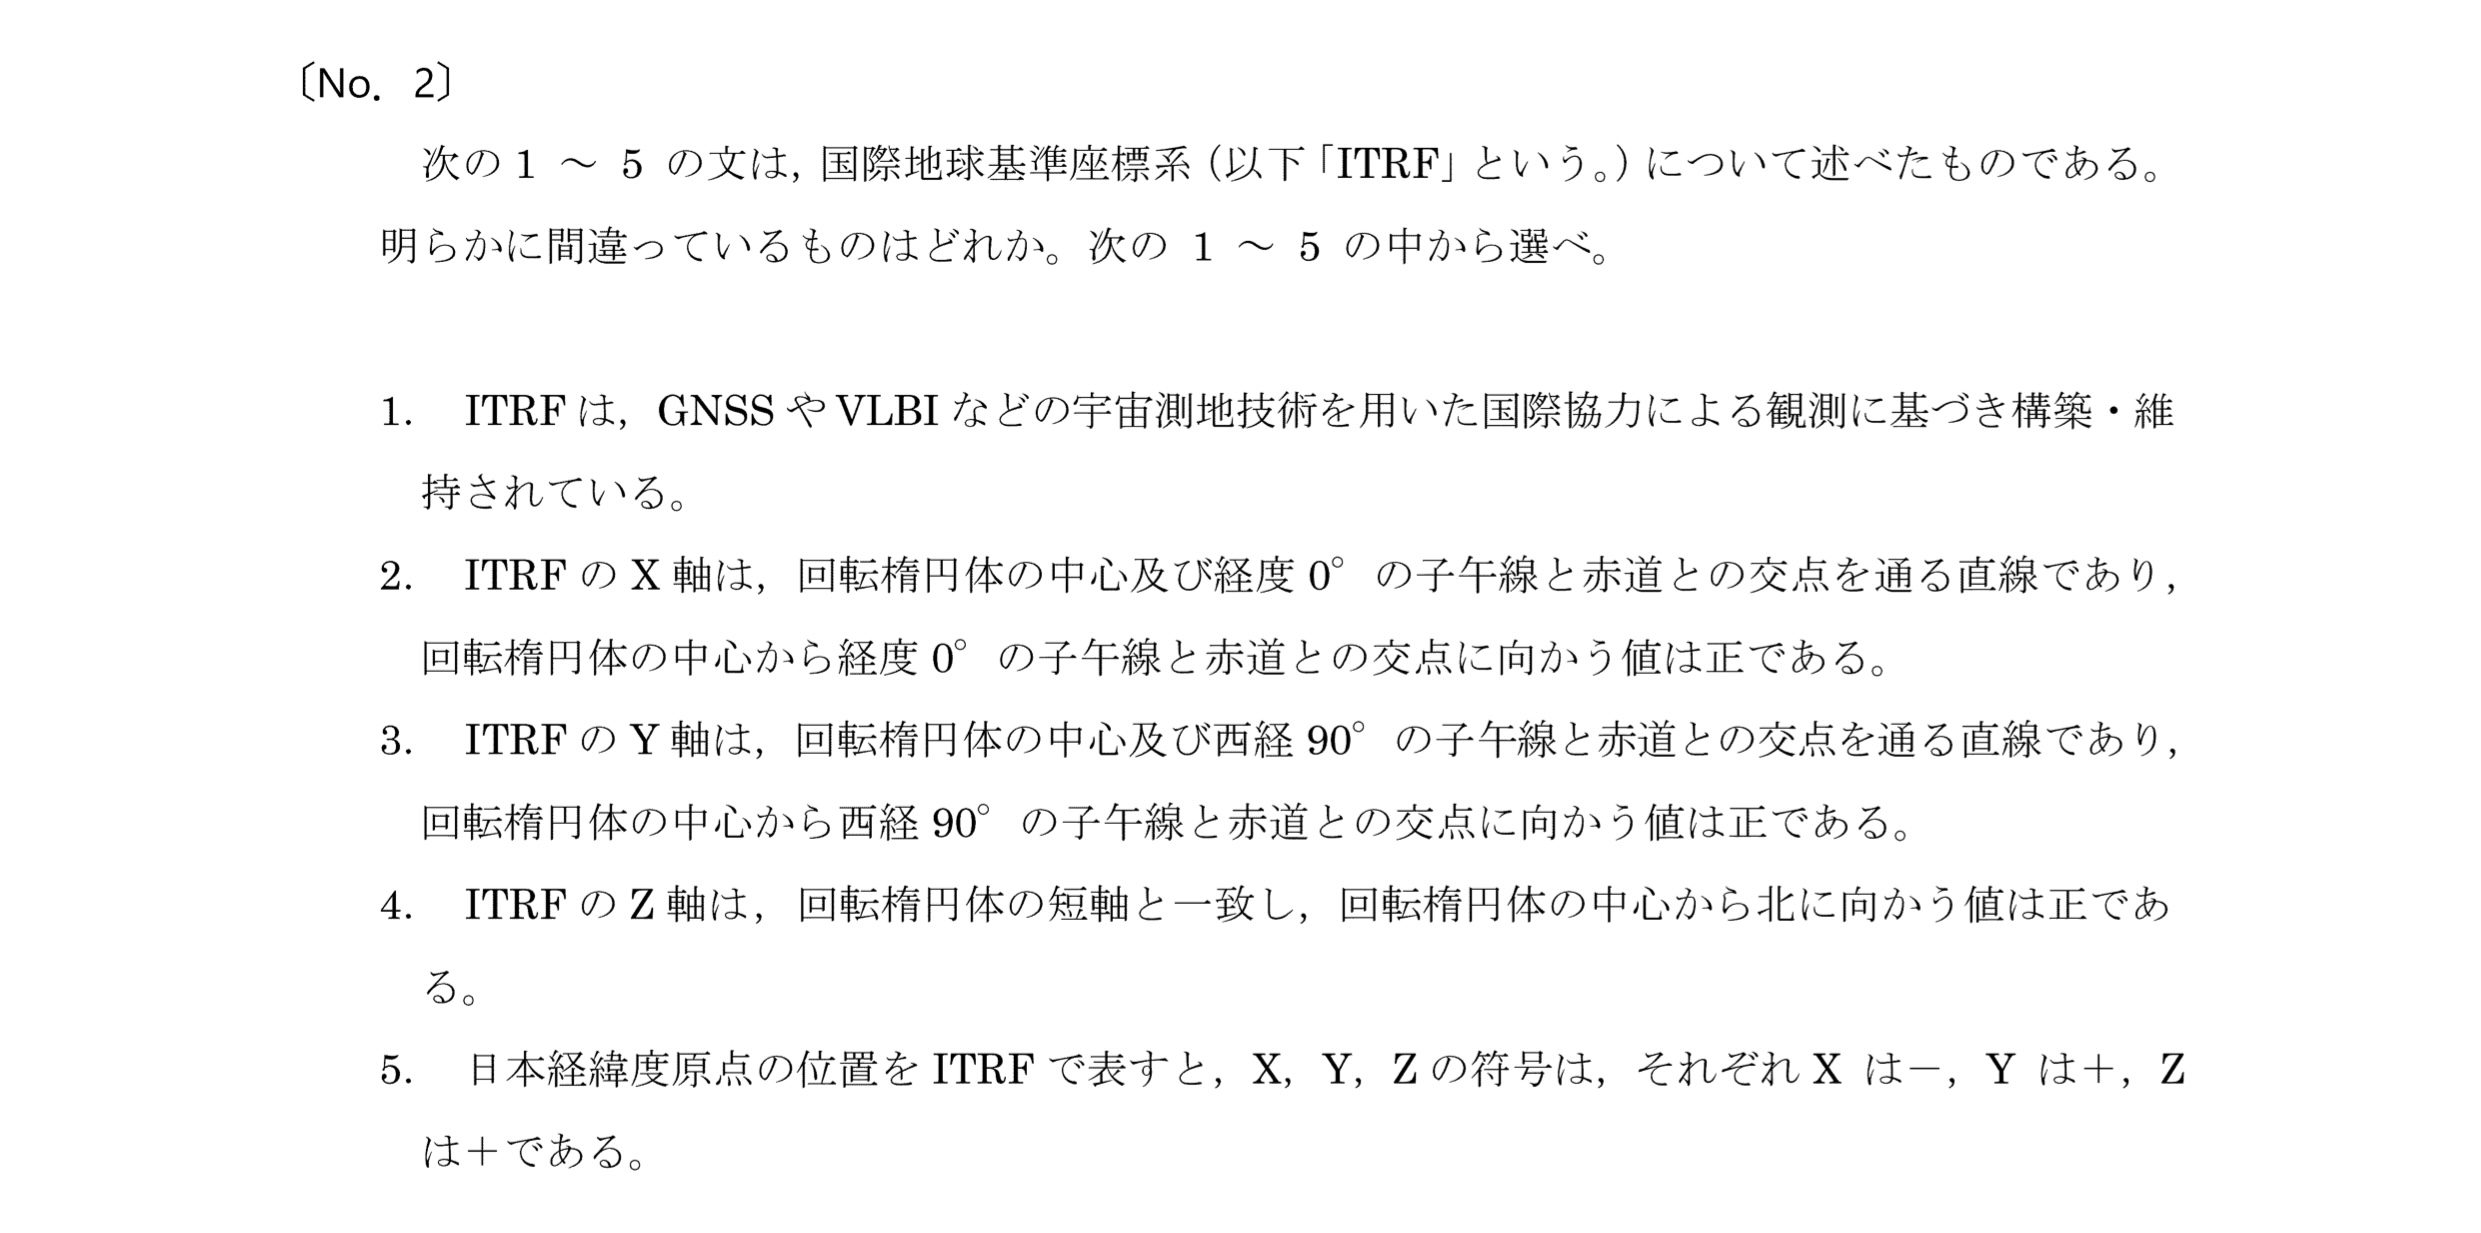 〔No. 2〕
次の 1 ～ 5 の文は, 国際地球基準座標系 (以下「ITRF」という。) について述べたものである。
明らかに間違っているものはどれか。次の 1 ～ 5 の中から選べ。
1. ITRF は, GNSS や VLBI などの宇宙測地技術を用いた国際協力による観測に基づき構築・維
持されている。
2. ITRF の X 軸は, 回転楕円体の中心及び経度 0° の子午線と赤道との交点を通る直線であり,
回転楕円体の中心から経度 0° の子午線と赤道との交点に向かう値は正である。
3. ITRF の Y 軸は, 回転楕円体の中心及び西経 90° の子午線と赤道との交点を通る直線であり,
回転楕円体の中心から西経 90° の子午線と赤道との交点に向かう値は正である。
4. ITRF の Z 軸は, 回転楕円体の短軸と一致し, 回転楕円体の中心から北に向かう値は正であ
る。
5. 日本経緯度原点の位置を ITRF で表すと, X, Y, Z の符号は, それぞれ X は－, Y は＋, Z
は＋である。